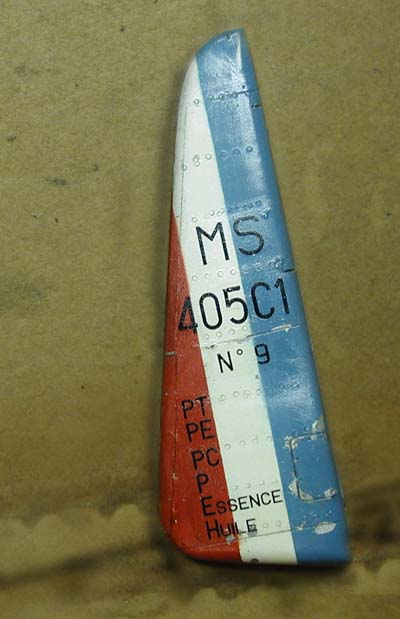 MS
405C1
N° 9
PT
PE
PC
P
ESSENCE
HUILE
C